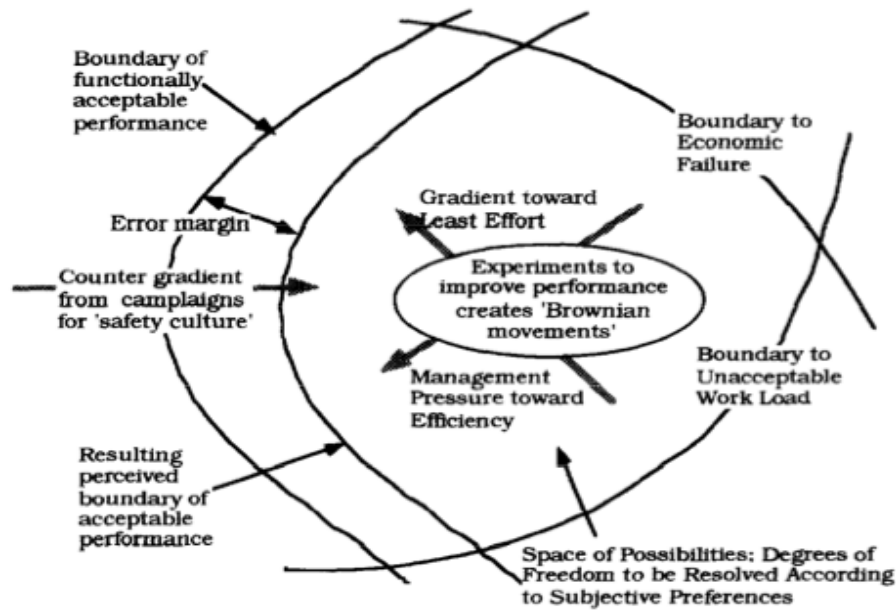 Boundary of
functionally
acceptable
performance
Boundary to
Economic
Failure
Gradient toward
Least Effort
Error margin
Counter gradient
from campaigns
for 'safety culture'
Experiments to
improve performance
creates 'Brownian
movements'
Management
Pressure toward
Efficiency
Boundary to
Unacceptable
Work Load
Resulting
perceived
boundary of
acceptable
performance
Space of Possibilities; Degrees of
Freedom to be Resolved According
to Subjective Preferences